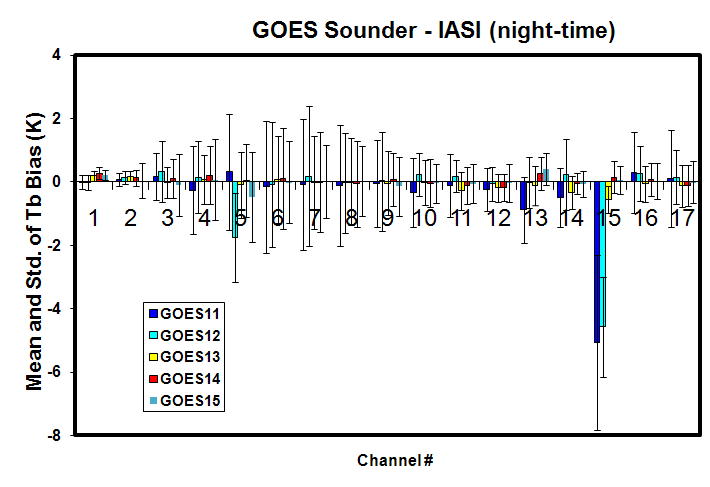 GOES Sounder - IASI (night-time)
Mean and Std. of Tb Bias (K)
4
2
0
-2
-4
-6
-8
1 2 3 4 5 6 7 8 9 10 11 12 13 14 15 16 17
GOES11
GOES12
GOES13
GOES14
GOES15
Channel #